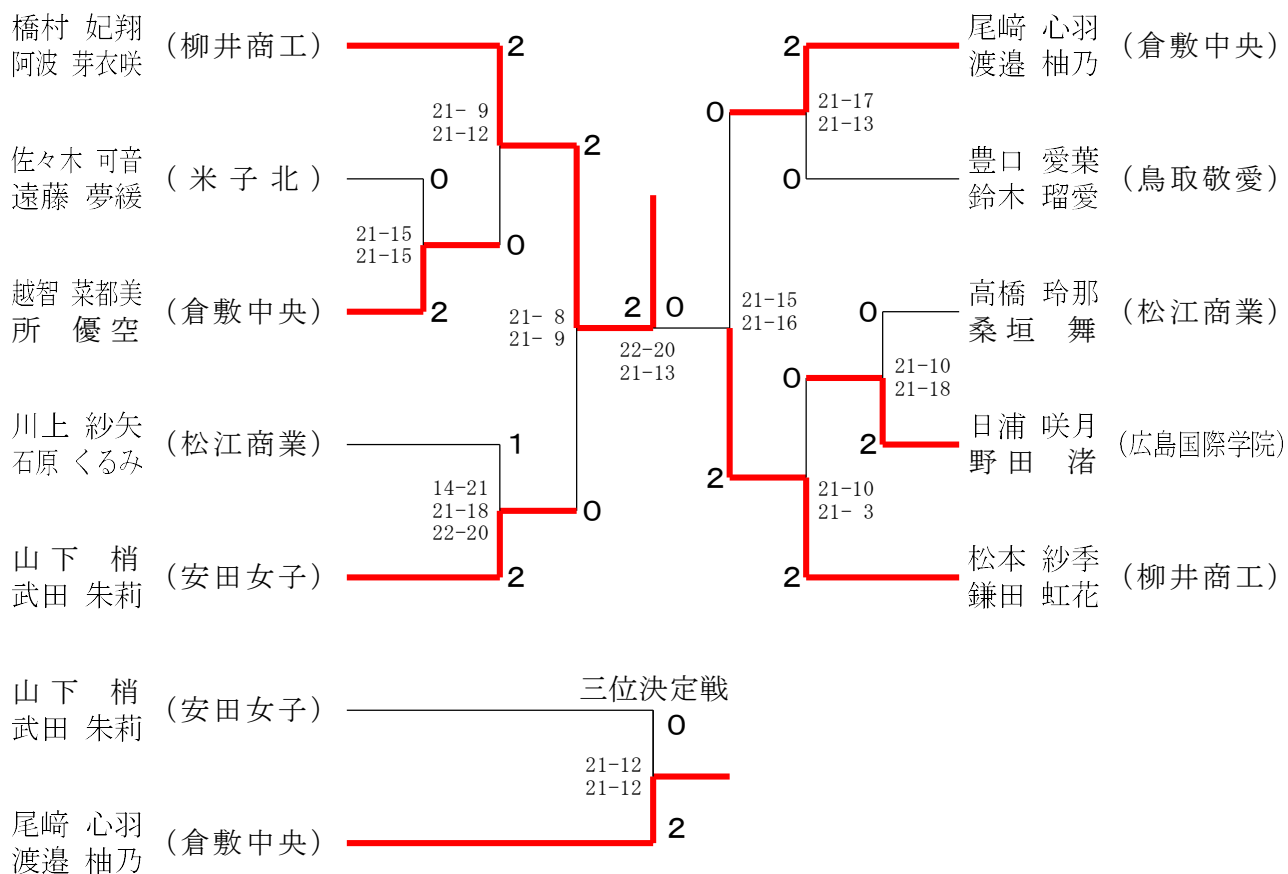 橋村 妃翔
阿波 芽衣咲
(柳井商工)
2
21- 9
21-12
佐々木 可音
遠藤 夢緩
(米子北)
0
21-15
21-15
0
越智 菜都美
所 優空
(倉敷中央)
2
2
21- 8
21- 9
川上 紗矢
石原 くるみ
(松江商業)
1
14-21
21-18
22-20
0
山下 梢
武田 朱莉
(安田女子)
2
2 0
22-20
21-13
2
尾﨑 心羽
渡邉 柚乃
(倉敷中央)
0
21-17
21-13
0
豊口 愛葉
鈴木 瑠愛
(鳥取敬愛)
21-15
21-16
0
高橋 玲那
桑垣 舞
(松江商業)
0
21-10
21-18
2
日浦 咲月
野田 渚
(広島国際学院)
2
21-10
21- 3
2
松本 紗季
鎌田 虹花
(柳井商工)
三位決定戦
山下 梢
武田 朱莉
(安田女子)
0
21-12
21-12
尾﨑 心羽
渡邉 柚乃
(倉敷中央)
2